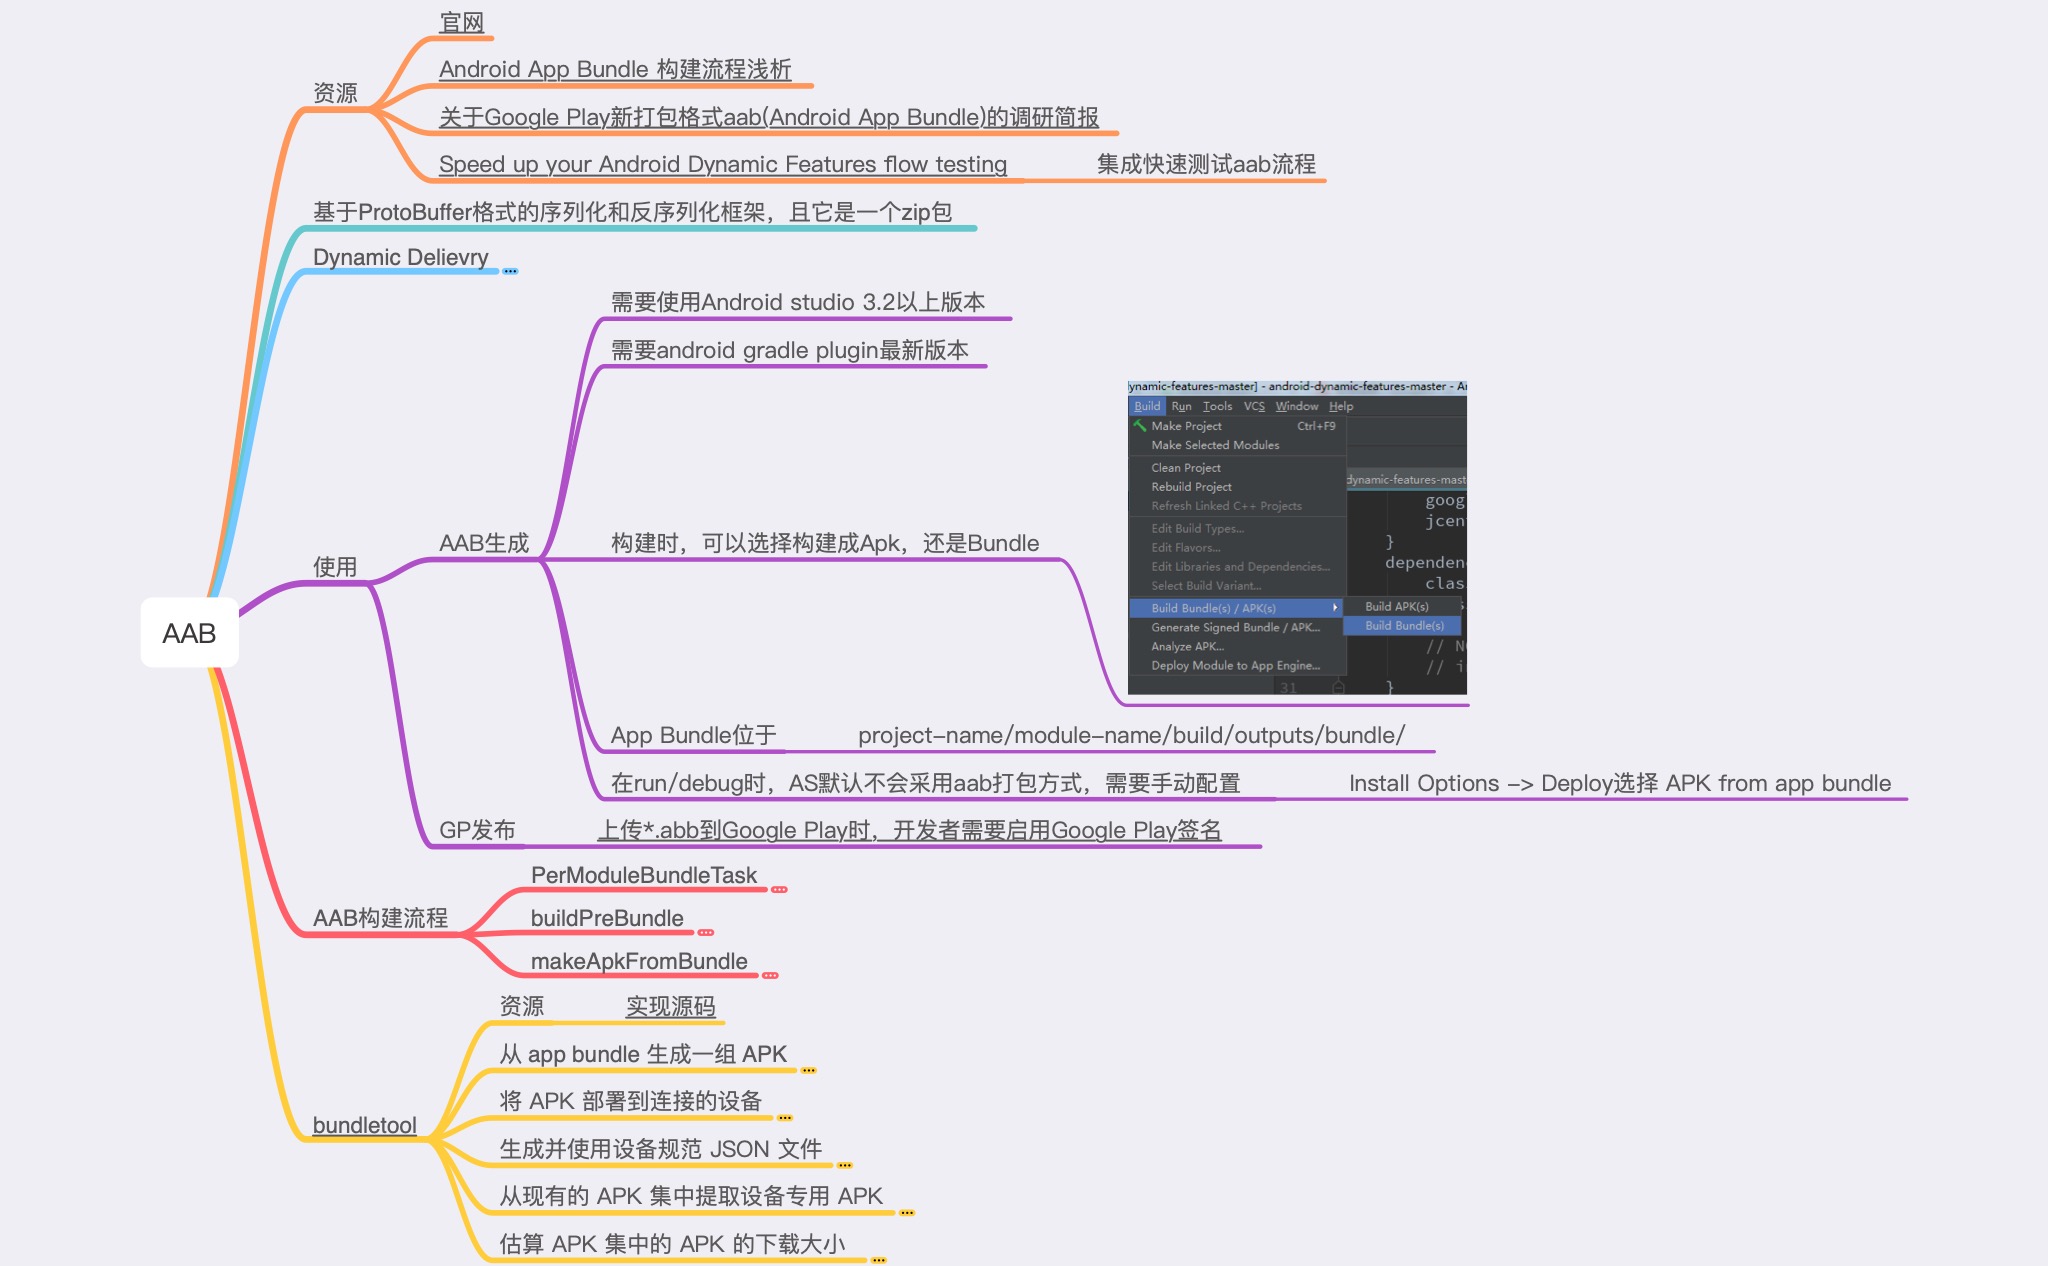 官网
Android App Bundle 构建流程浅析
资源
关于Google Play新打包格式aab(Android App Bundle)的调研简报
Speed up your Android Dynamic Features flow testing
集成快速测试aab流程
基于ProtoBuffer格式的序列化和反序列化框架，且它是一个zip包
Dynamic Delievry
需要使用Android studio 3.2以上版本
需要android gradle plugin最新版本
ynamic-features-master] - android-dynamic-features-master - A
Build Run Tools VCS Window Help
Make Project Ctrl+F9
Make Selected Modules
Clean Project
Rebuild Project
Refresh Linked C++ Projects
Edit Build Types...
Edit Flavors...
Edit Libraries and Dependencies...
Select Build Variant...
Build Bundle(s) / APK(s)
Generate Signed Bundle / APK...
Analyze APK...
Deploy Module to App Engine...
Build APK(s)
Build Bundle(s)
dynamic-features-mast
goog
jcen
}
dependen
clas
s.
// N
// i
31 }
AAB生成
构建时，可以选择构建成Apk，还是Bundle
使用
AAB
App Bundle位于
project-name/module-name/build/outputs/bundle/
在run/debug时，AS默认不会采用aab打包方式，需要手动配置
Install Options -> Deploy选择 APK from app bundle
GP发布
上传*.abb到Google Play时，开发者需要启用Google Play签名
PerModuleBundleTask
AAB构建流程
buildPreBundle
makeApkFromBundle
资源
实现源码
从 app bundle 生成一组 APK
将 APK 部署到连接的设备
bundletool
生成并使用设备规范 JSON 文件
从现有的 APK 集中提取设备专用 APK
估算 APK 集中的 APK 的下载大小